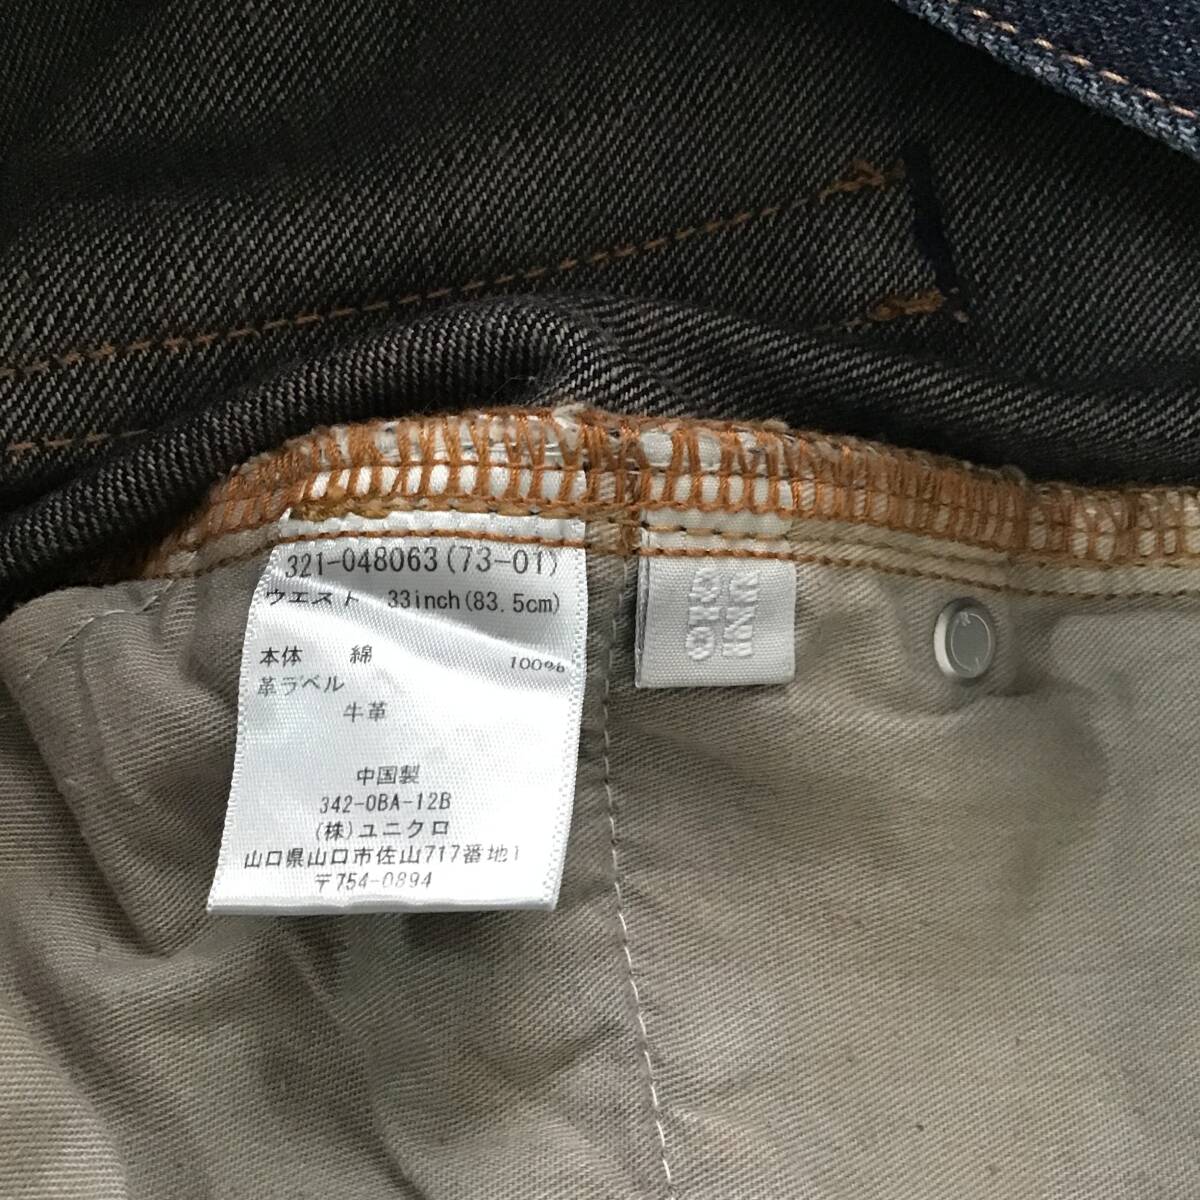 321-048063(73-01)
ウエスト 33inch(83.5cm)
本体 綿 100%
革ラベル
牛革
中国製
342-0BA-12B
(株)ユニクロ
山口県山口市佐山717番地1
〒754-0894
UNI
QLO